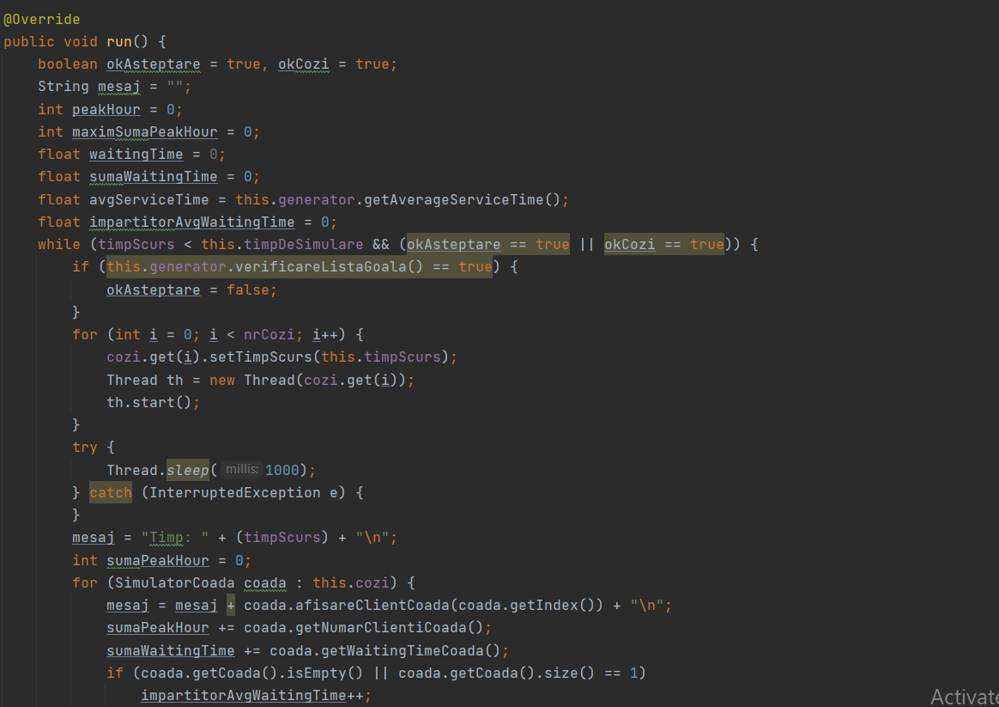 @Override
public void run() {
    boolean okAsteptare = true, okCozi = true;
    String mesaj = "";
    int peakHour = 0;
    int maximSumaPeakHour = 0;
    float waitingTime = 0;
    float sumaWaitingTime = 0;
    float avgServiceTime = this.generator.getAverageServiceTime();
    float impartitorAvgWaitingTime = 0;
    while (timpScurs < this.timpDeSimulare && (okAsteptare == true || okCozi == true)) {
        if (this.generator.verificareListaGoala() == true) {
            okAsteptare = false;
        }
        for (int i = 0; i < nrCozi; i++) {
            cozi.get(i).setTimpScurs(this.timpScurs);
            Thread th = new Thread(cozi.get(i));
            th.start();
        }
        try {
            Thread.sleep( millis: 1000);
        } catch (InterruptedException e) {
        }
        mesaj = "Timp: " + (timpScurs) + "\n";
        int sumaPeakHour = 0;
        for (SimulatorCoada coada : this.cozi) {
            mesaj = mesaj + coada.afisareClientCoada(coada.getIndex()) + "\n";
            sumaPeakHour += coada.getNumarClientiCoada();
            sumaWaitingTime += coada.getWaitingTimeCoada();
            if (coada.getCoada().isEmpty() || coada.getCoada().size() == 1)
                impartitorAvgWaitingTime++;
Activate